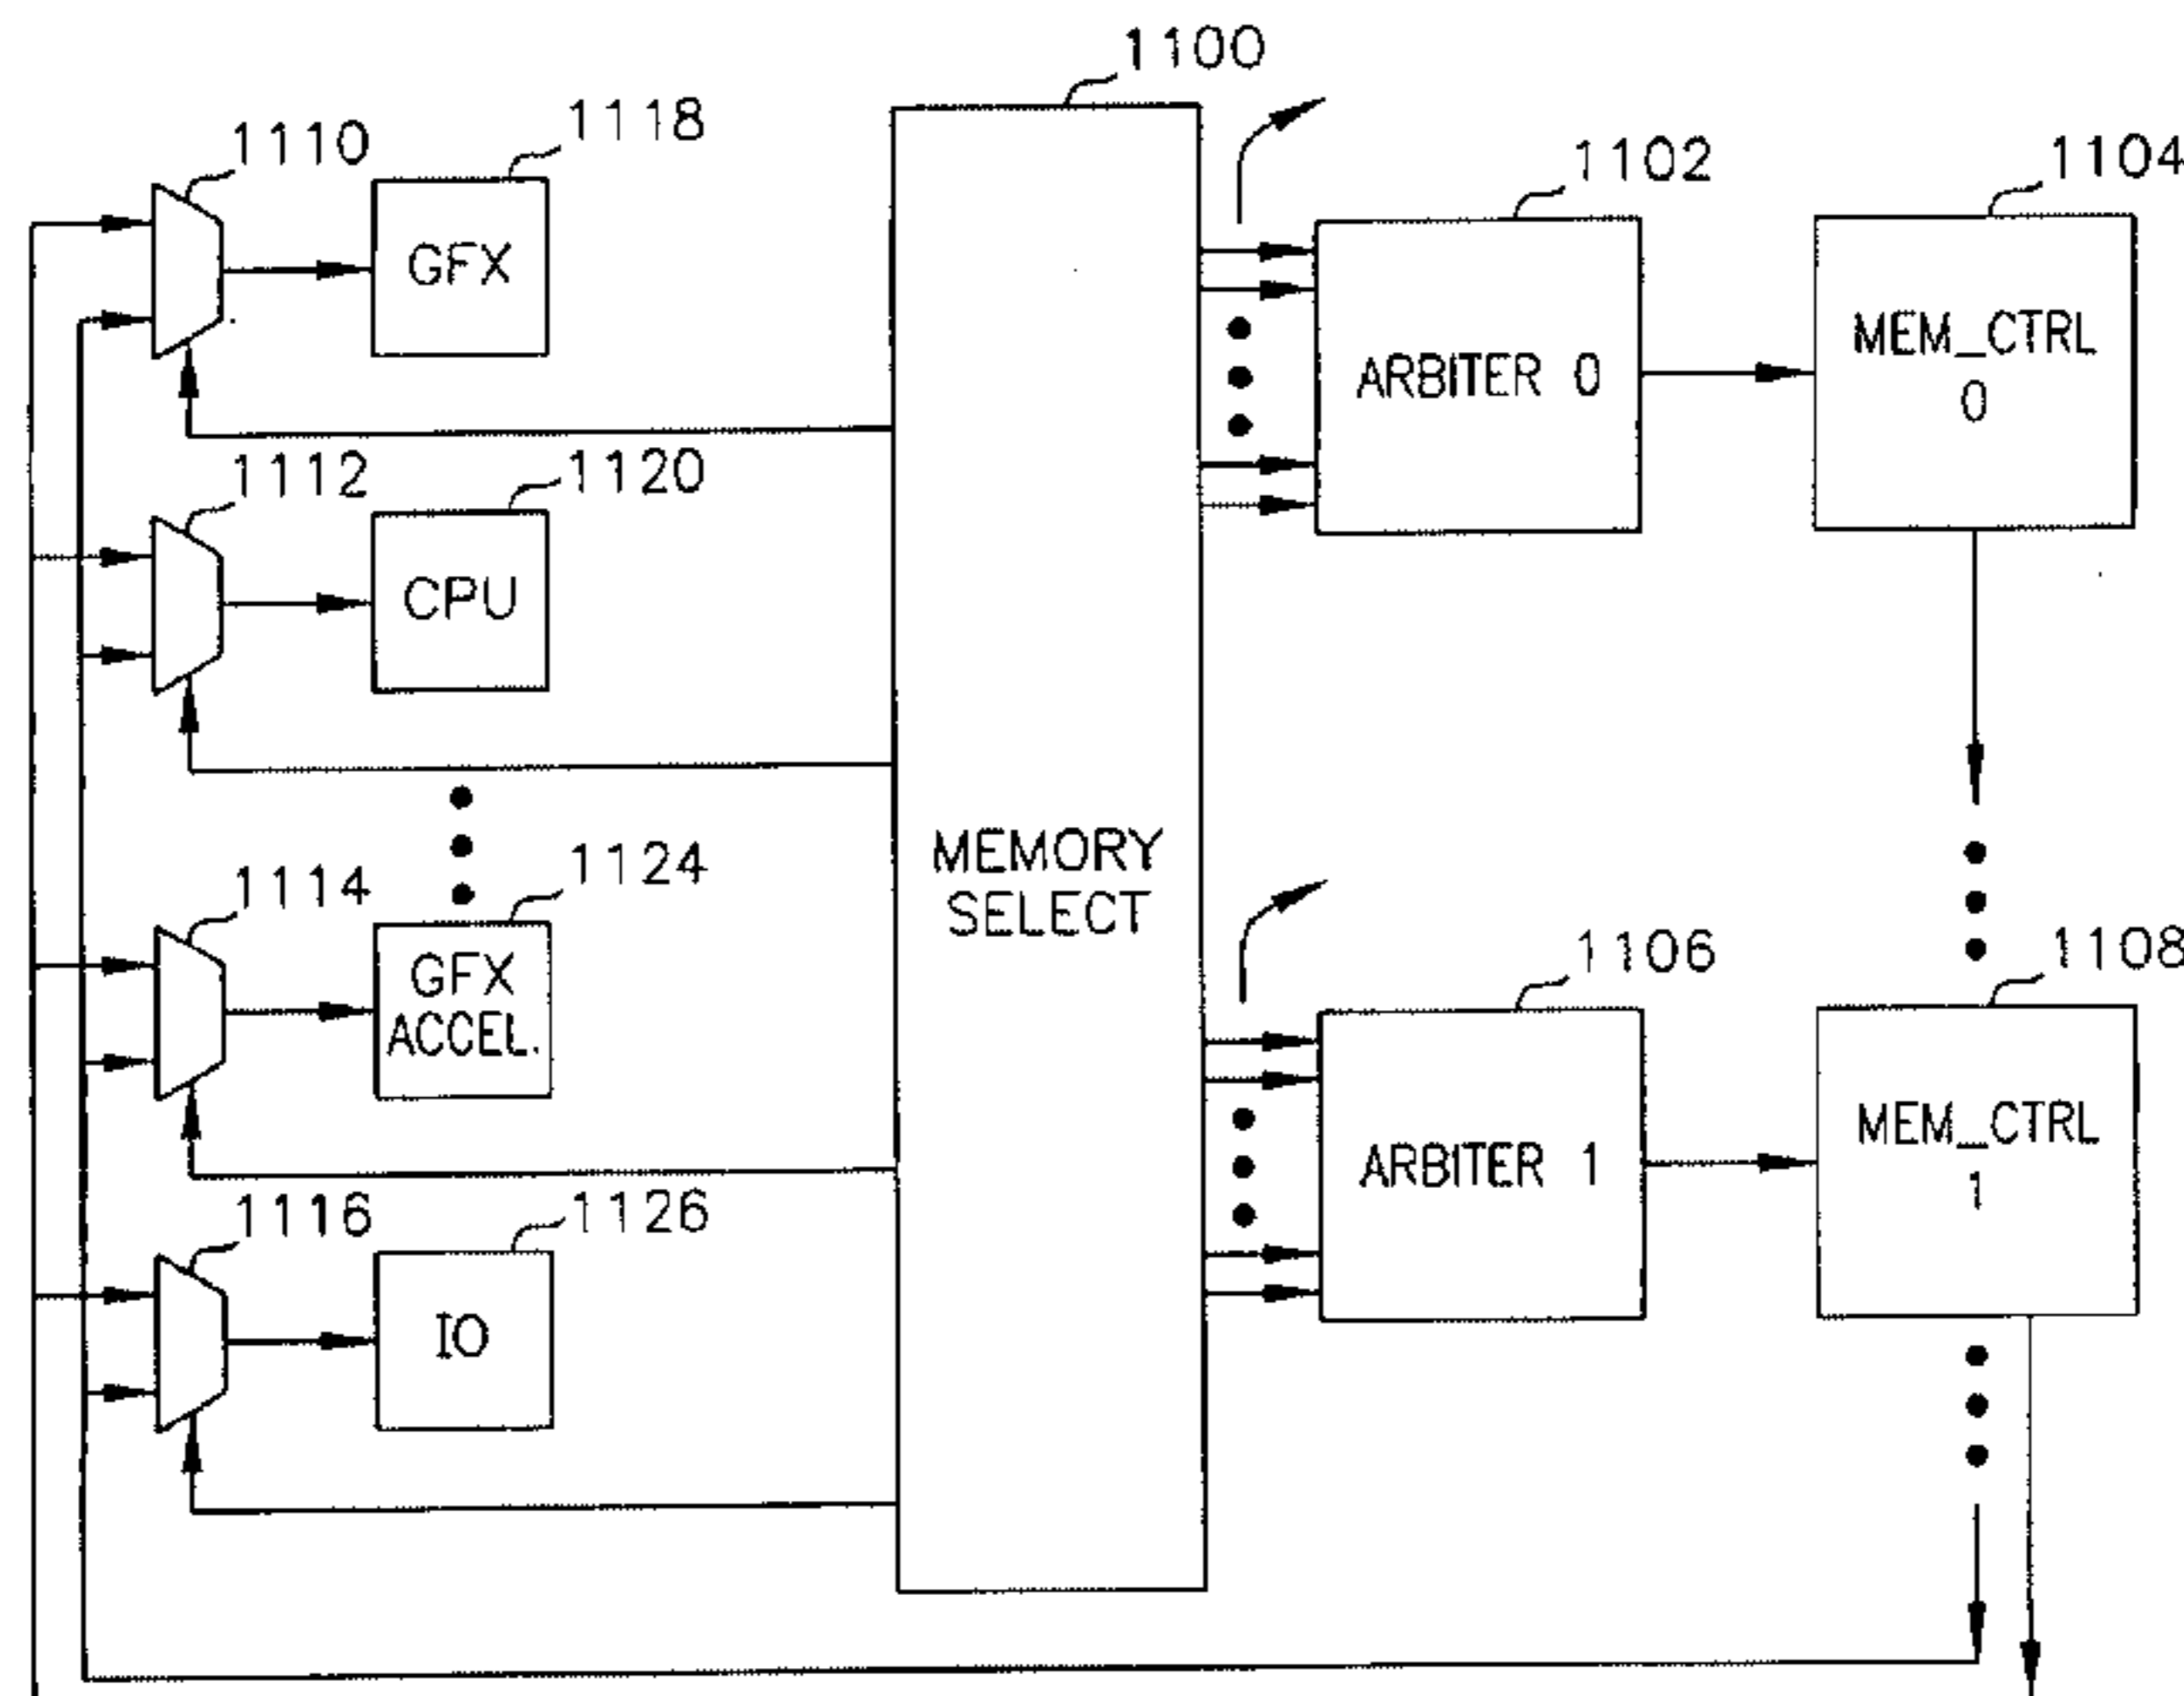 1100
1110
1118
1102
1104
GFX
MEM_CTRL
0
ARBITER 0
1112
1120
CPU
MEMORY
SELECT
1114
1124
GFX
ACCEL.
1106
1108
MEM_CTRL
1
ARBITER 1
1116
1126
IO